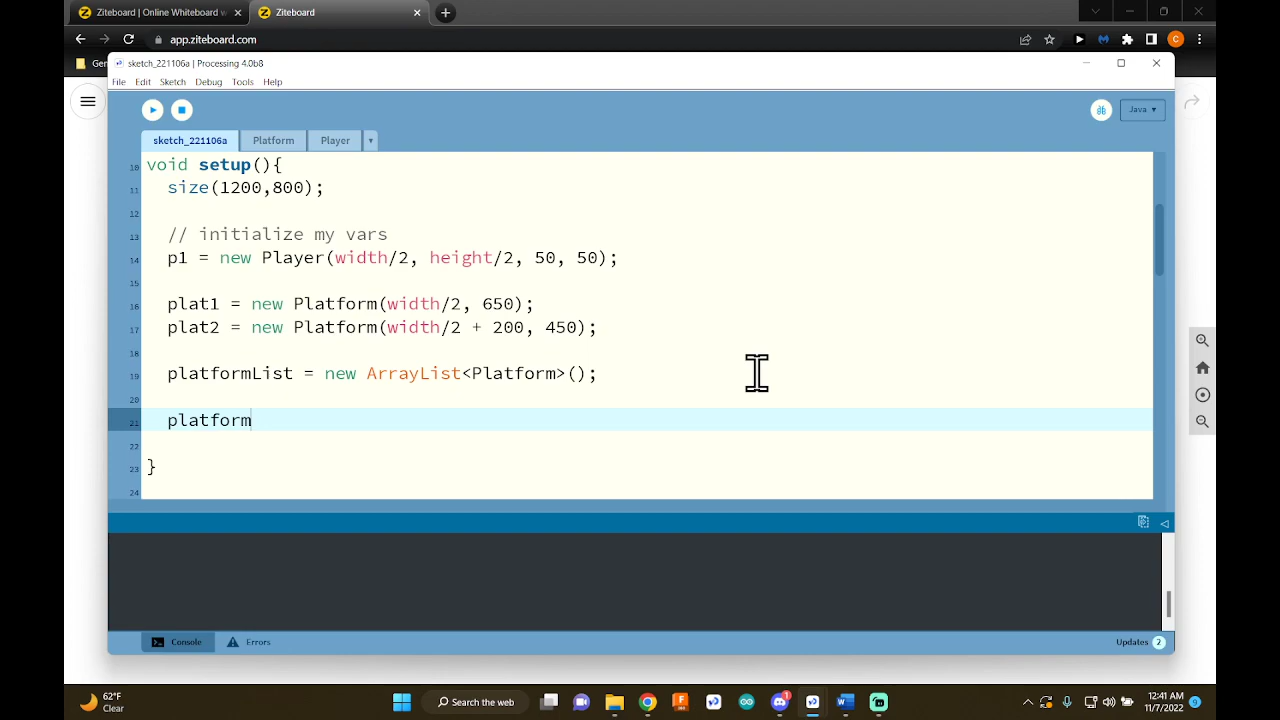 Ziteboard | Online Whiteboard w
Ziteboard
app.ziteboard.com
C
Gen
sketch_221106a | Processing 4.0b8
File Edit Sketch Debug Tools Help
Java
sketch_221106a Platform Player
10 void setup(){
11 size(1200,800);
12
13 // initialize my vars
14 p1 = new Player(width/2, height/2, 50, 50);
15
16 plat1 = new Platform(width/2, 650);
17 plat2 = new Platform(width/2 + 200, 450);
18
19 platformList = new ArrayList<Platform>();
20
21 platform
22
23 }
24
Console Errors Updates 2
62°F
Clear
Search the web
1
12:41 AM
11/7/2022
9